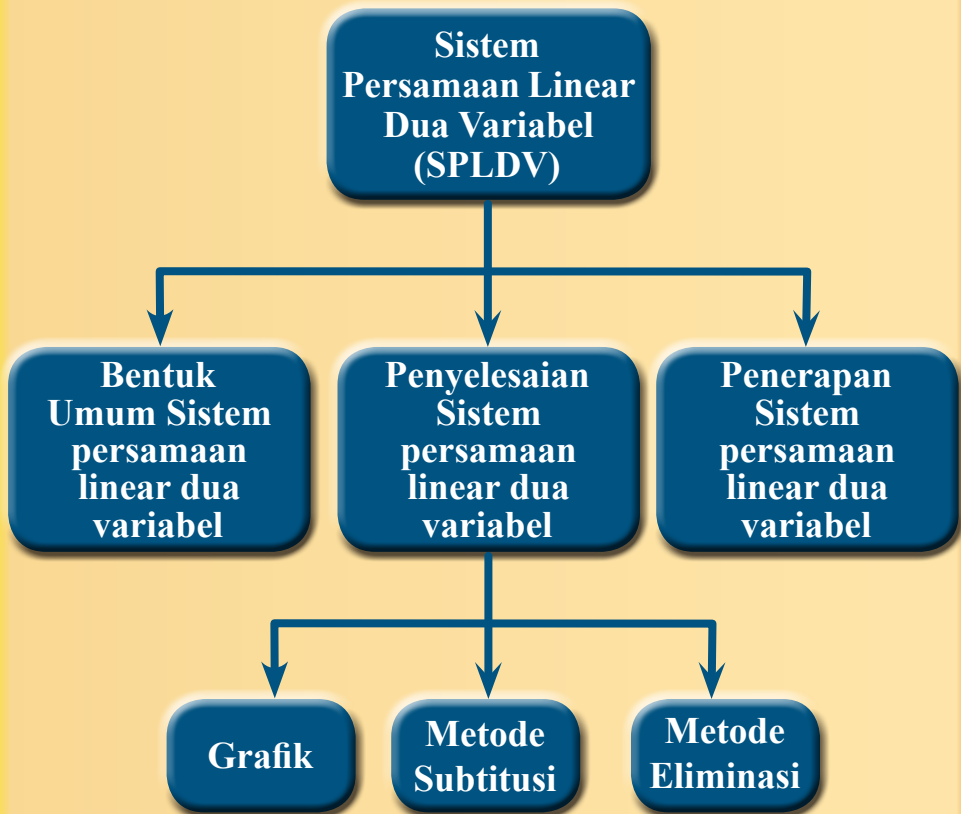 Sistem
Persamaan Linear
Dua Variabel
(SPLDV)
Bentuk
Umum Sistem
persamaan
linear dua
variabel
Penyelesaian
Sistem
persamaan
linear dua
variabel
Penerapan
Sistem
persamaan
linear dua
variabel
Grafik
Metode
Subtitusi
Metode
Eliminasi